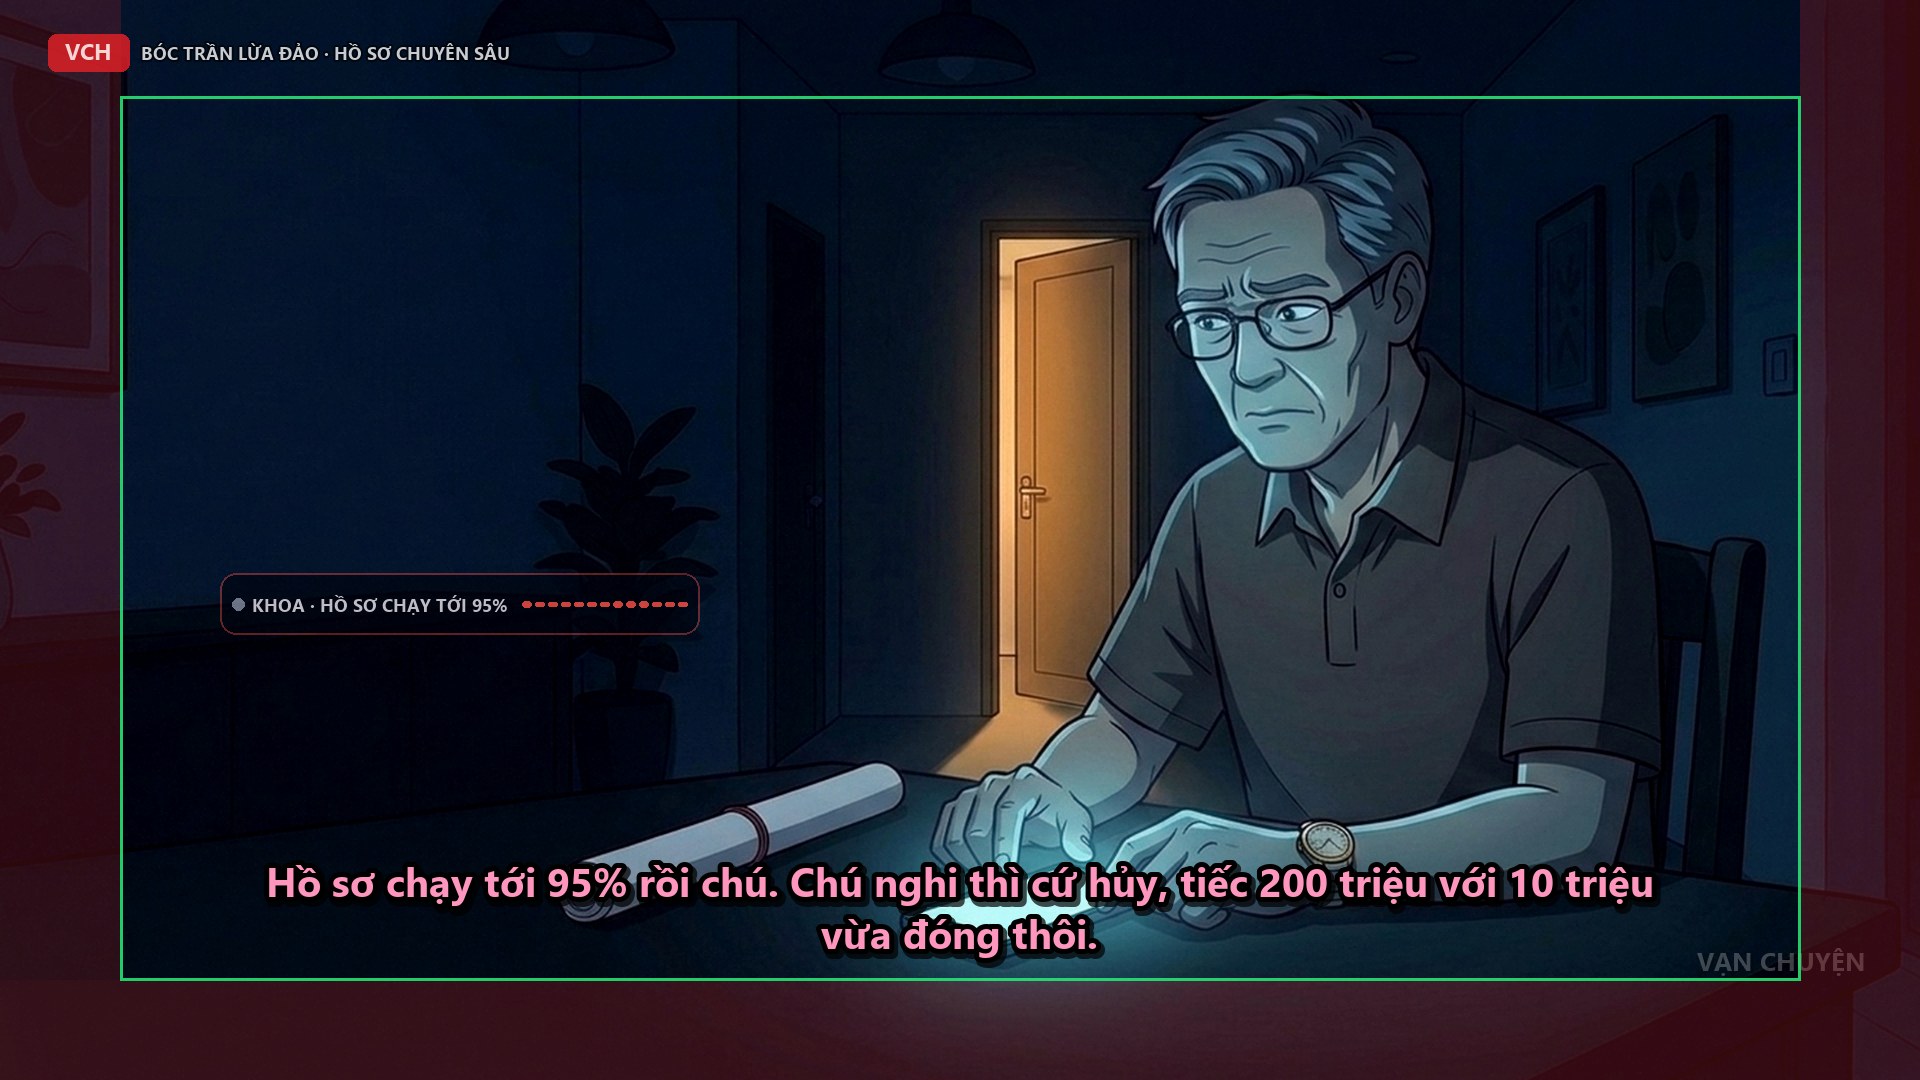 VCH BÓC TRẦN LỪA ĐẢO · HỒ SƠ CHUYÊN SÂU
KHOA · HỒ SƠ CHẠY TỚI 95%
Hồ sơ chạy tới 95% rồi chú. Chú nghi thì cứ hủy, tiếc 200 triệu với 10 triệu
vừa đóng thôi.
VẠN CHUYỆN